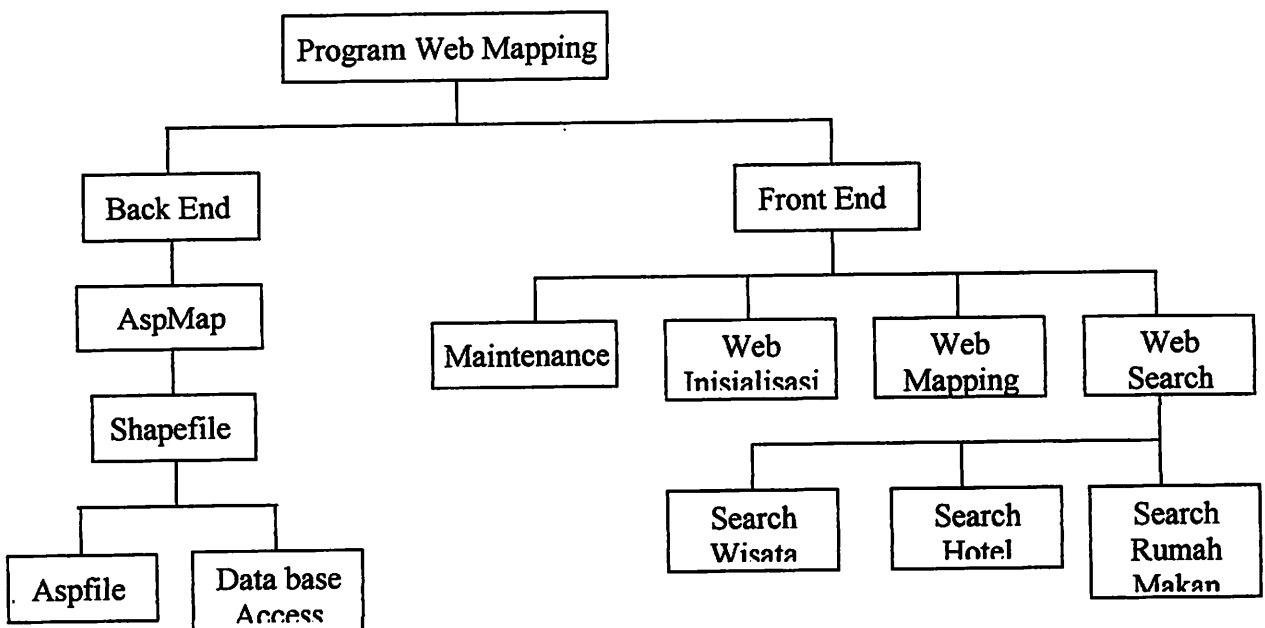 Program Web Mapping
Back End
Front End
AspMap
Maintenance
Web
Inisialisasi
Web
Mapping
Web
Search
Shapefile
Search
Wisata
Search
Hotel
Search
Rumah
Makan
Aspfile
Data base
Access